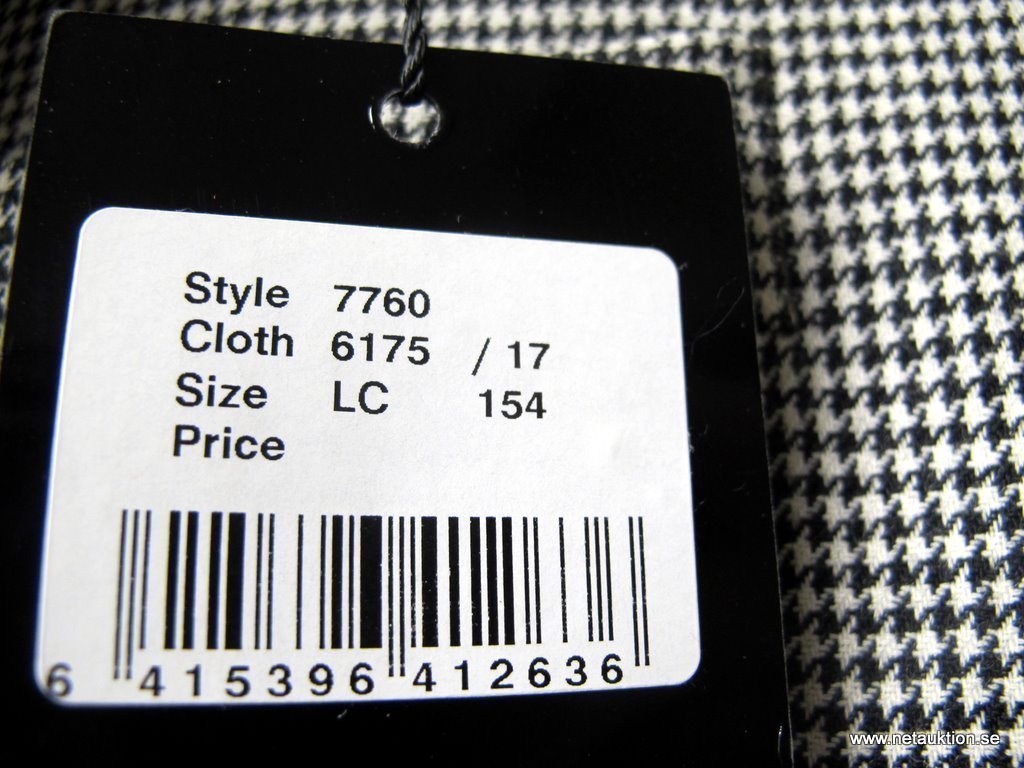 Style 7760
Cloth 6175 / 17
Size LC 154
Price
6 415396 412636
www.netauktion.se